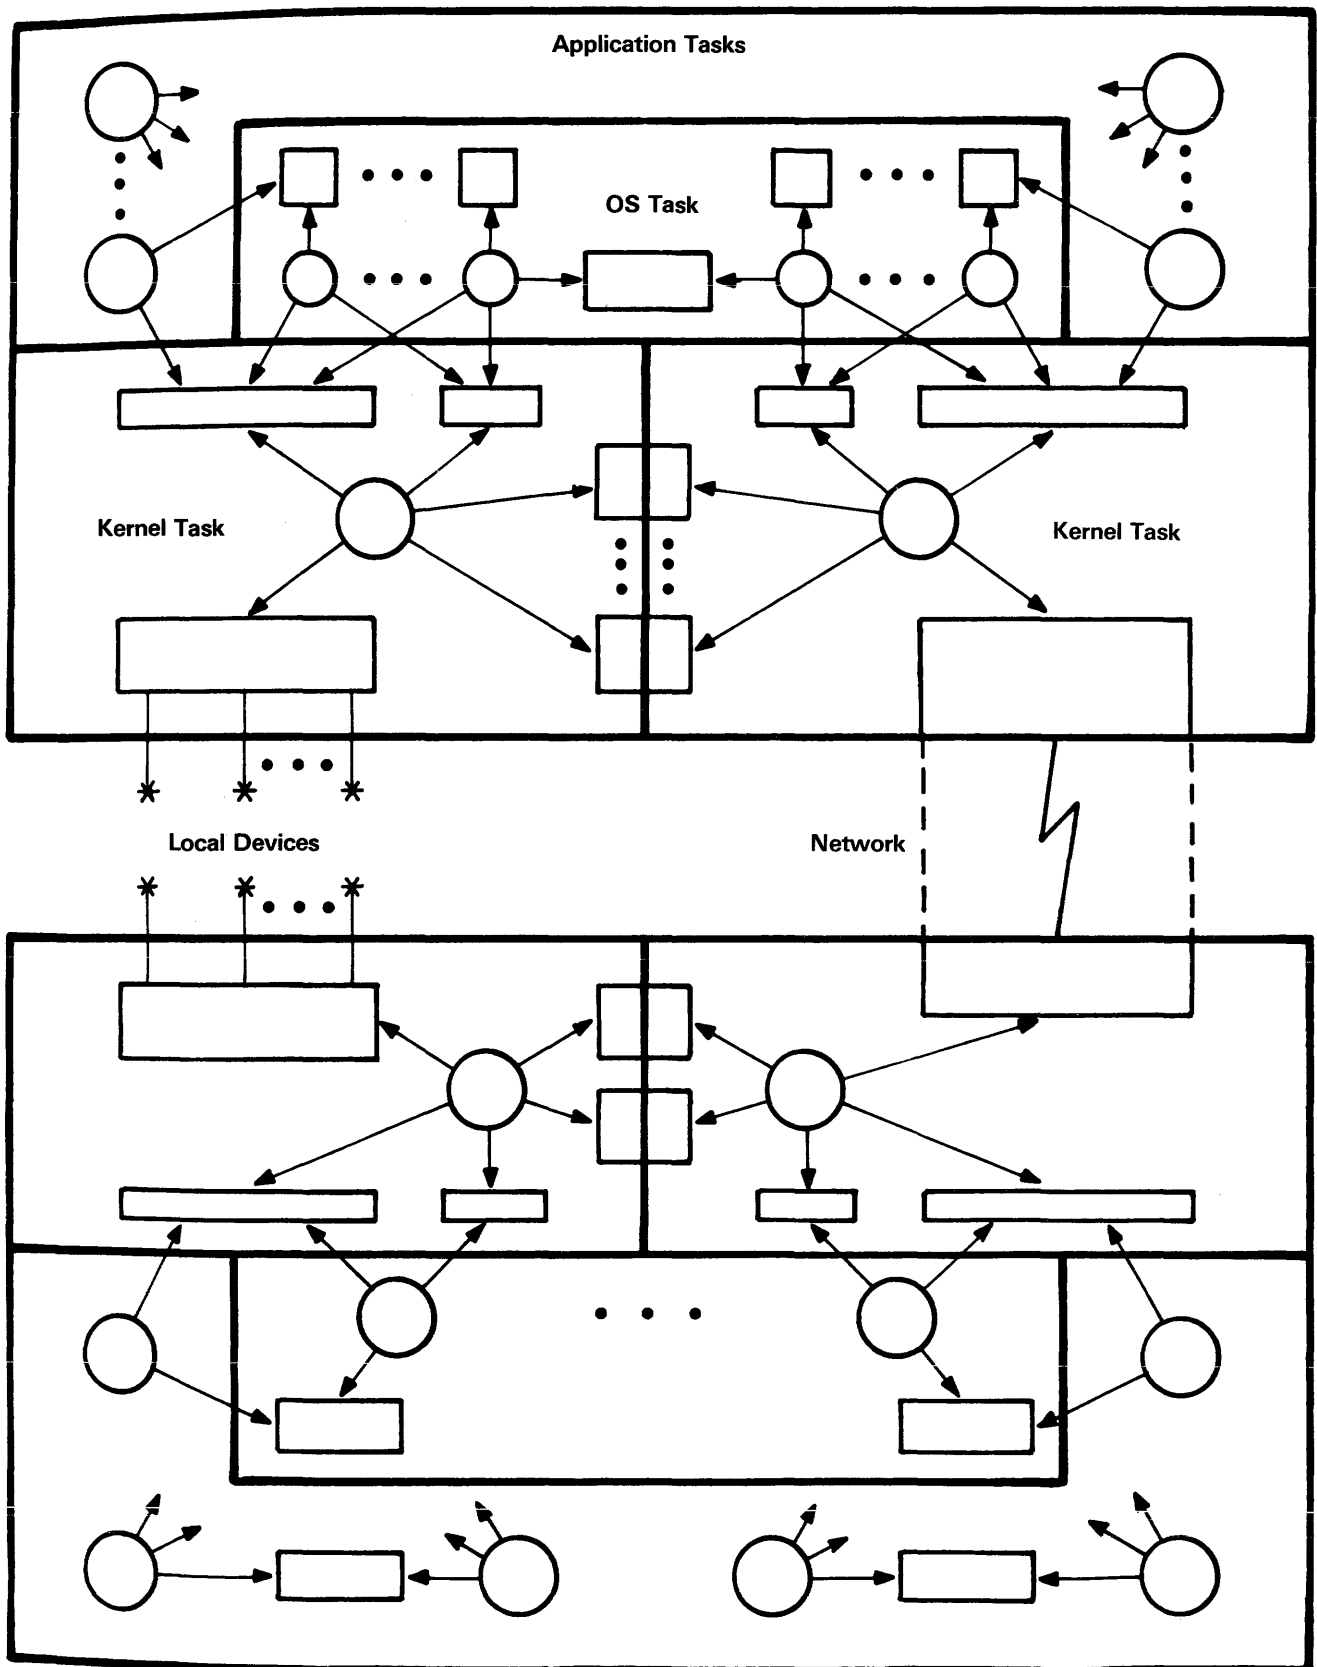 Application Tasks
OS Task
Kernel Task
Kernel Task
Local Devices
Network